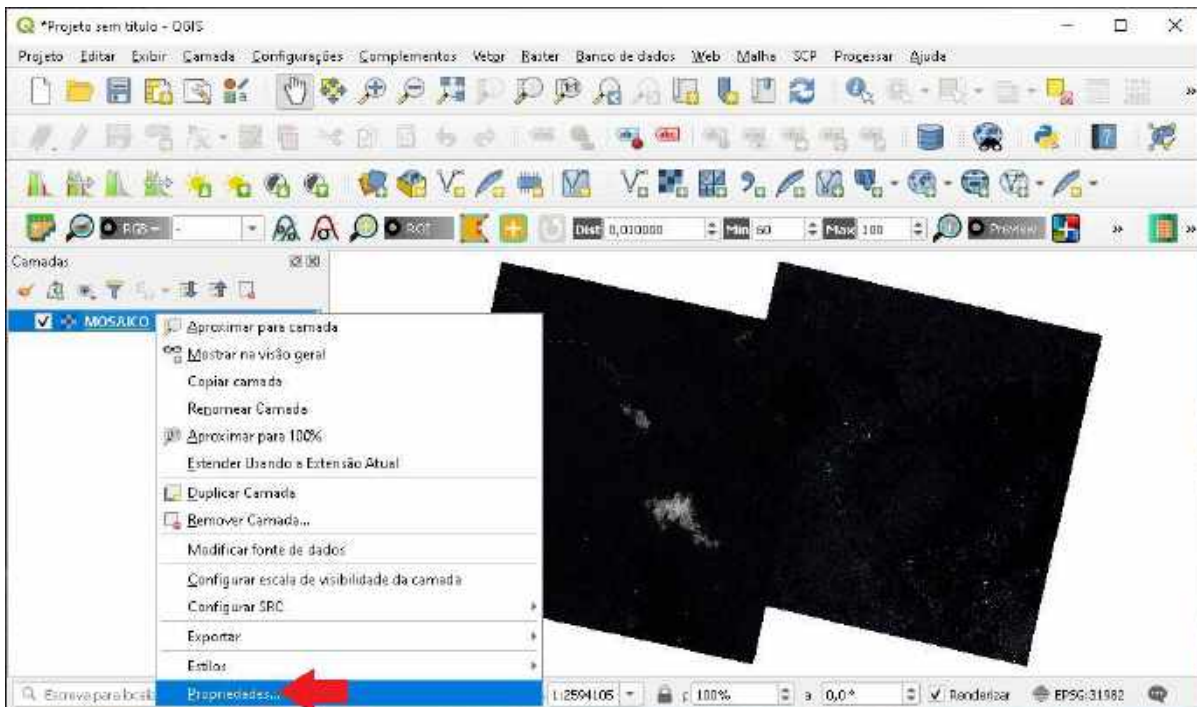 *Projeto sem título - QGIS
Projeto Editar Exibir Camada Configurações Complementos Vetor Raster Banco de dados Web Malha SCP Processar Ajuda
RGB = -
ROI Dist 0,010000 Min 60 Max 100 Preview
Camadas
MOSAICO
Aproximar para camada
Mostrar na visão geral
Copiar camada
Renomear Camada
Aproximar para 100%
Estender Usando a Extensão Atual
Duplicar Camada
Remover Camada...
Modificar fonte de dados
Configurar escala de visibilidade da camada
Configurar SRC
Exportar
Estilos
Propriedades...
Escreva para locali 1:2594105 100% 0,0° Renderizar EPSG:31982